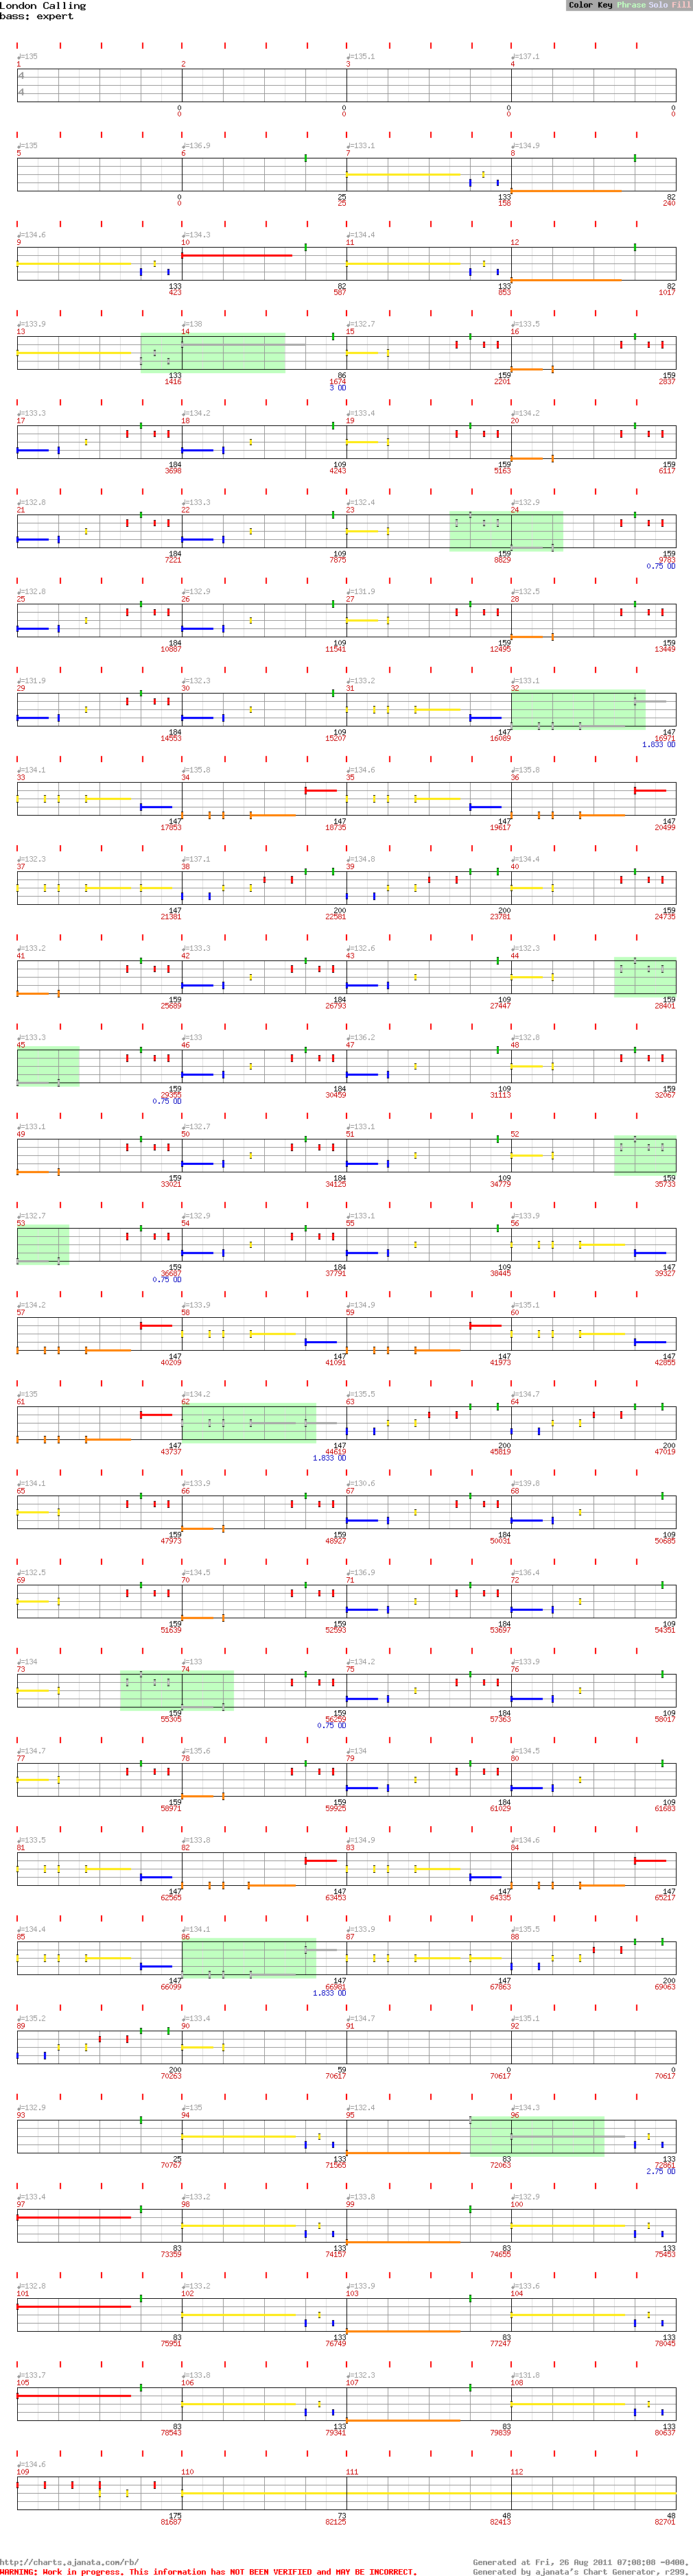 London Calling
bass: expert
Color Key Phrase Solo Fill
♩=135 ♩=135.1 ♩=137.1
1 2 3 4
4
4
0 0 0 0
0 0 0 0
♩=135 ♩=136.9 ♩=133.1 ♩=134.9
5 6 7 8
0 25 133 82
0 25 158 240
♩=134.6 ♩=134.3 ♩=134.4
9 10 11 12
133 82 133 82
423 587 853 1017
♩=133.9 ♩=138 ♩=132.7 ♩=133.5
13 14 15 16
133 86 159 159
1416 1674 2201 2837
3 OD
♩=133.3 ♩=134.2 ♩=133.4 ♩=134.2
17 18 19 20
184 109 159 159
3698 4243 5163 6117
♩=132.8 ♩=133.3 ♩=132.4 ♩=132.9
21 22 23 24
184 109 159 159
7221 7875 8829 9783
0.75 OD
♩=132.8 ♩=132.9 ♩=131.9 ♩=132.5
25 26 27 28
184 109 159 159
10887 11541 12495 13449
♩=131.9 ♩=132.3 ♩=133.2 ♩=133.1
29 30 31 32
184 109 147 147
14553 15207 16089 16971
1.833 OD
♩=134.1 ♩=135.8 ♩=134.6 ♩=135.8
33 34 35 36
147 147 147 147
17853 18735 19617 20499
♩=132.3 ♩=137.1 ♩=134.8 ♩=134.4
37 38 39 40
147 200 200 159
21381 22581 23781 24735
♩=133.2 ♩=133.3 ♩=132.6 ♩=132.3
41 42 43 44
159 184 109 159
25689 26793 27447 28401
♩=133.3 ♩=133 ♩=136.2 ♩=132.8
45 46 47 48
159 184 109 159
29355 30459 31113 32067
0.75 OD
♩=133.1 ♩=132.7 ♩=133.1
49 50 51 52
159 184 109 159
33021 34125 34779 35733
♩=132.7 ♩=132.9 ♩=133.1 ♩=133.9
53 54 55 56
159 184 109 147
36687 37791 38445 39327
0.75 OD
♩=134.2 ♩=133.9 ♩=134.9 ♩=135.1
57 58 59 60
147 147 147 147
40209 41091 41973 42855
♩=135 ♩=134.2 ♩=135.5 ♩=134.7
61 62 63 64
147 147 200 200
43737 44619 45819 47019
1.833 OD
♩=134.1 ♩=133.9 ♩=130.6 ♩=139.8
65 66 67 68
159 159 184 109
47973 48927 50031 50685
♩=132.5 ♩=134.5 ♩=136.9 ♩=136.4
69 70 71 72
159 159 184 109
51639 52593 53697 54351
♩=134 ♩=133 ♩=134.2 ♩=133.9
73 74 75 76
159 159 184 109
55305 56259 57363 58017
0.75 OD
♩=134.7 ♩=135.6 ♩=134 ♩=134.5
77 78 79 80
159 159 184 109
58971 59925 61029 61683
♩=133.5 ♩=133.8 ♩=134.9 ♩=134.6
81 82 83 84
147 147 147 147
62565 63453 64335 65217
♩=134.4 ♩=134.1 ♩=133.9 ♩=135.5
85 86 87 88
147 147 147 200
66099 66981 67863 69063
1.833 OD
♩=135.2 ♩=133.4 ♩=134.7 ♩=135.1
89 90 91 92
200 59 0 0
70263 70617 70617 70617
♩=132.9 ♩=135 ♩=132.4 ♩=134.3
93 94 95 96
25 133 83 133
70767 71565 72063 72861
2.75 OD
♩=133.4 ♩=133.2 ♩=133.8 ♩=132.9
97 98 99 100
83 133 83 133
73359 74157 74655 75453
♩=132.8 ♩=133.2 ♩=133.9 ♩=133.6
101 102 103 104
83 133 83 133
75951 76749 77247 78045
♩=133.7 ♩=133.8 ♩=132.3 ♩=131.8
105 106 107 108
83 133 83 133
78543 79341 79839 80637
♩=134.6
109 110 111 112
175 73 48 48
81687 82125 82413 82701
http://charts.ajanata.com/rb/ Generated at Fri, 26 Aug 2011 07:08:08 -0400.
WARNING: Work in progress. This information has NOT BEEN VERIFIED and MAY BE INCORRECT. Generated by ajanata's Chart Generator, r299.